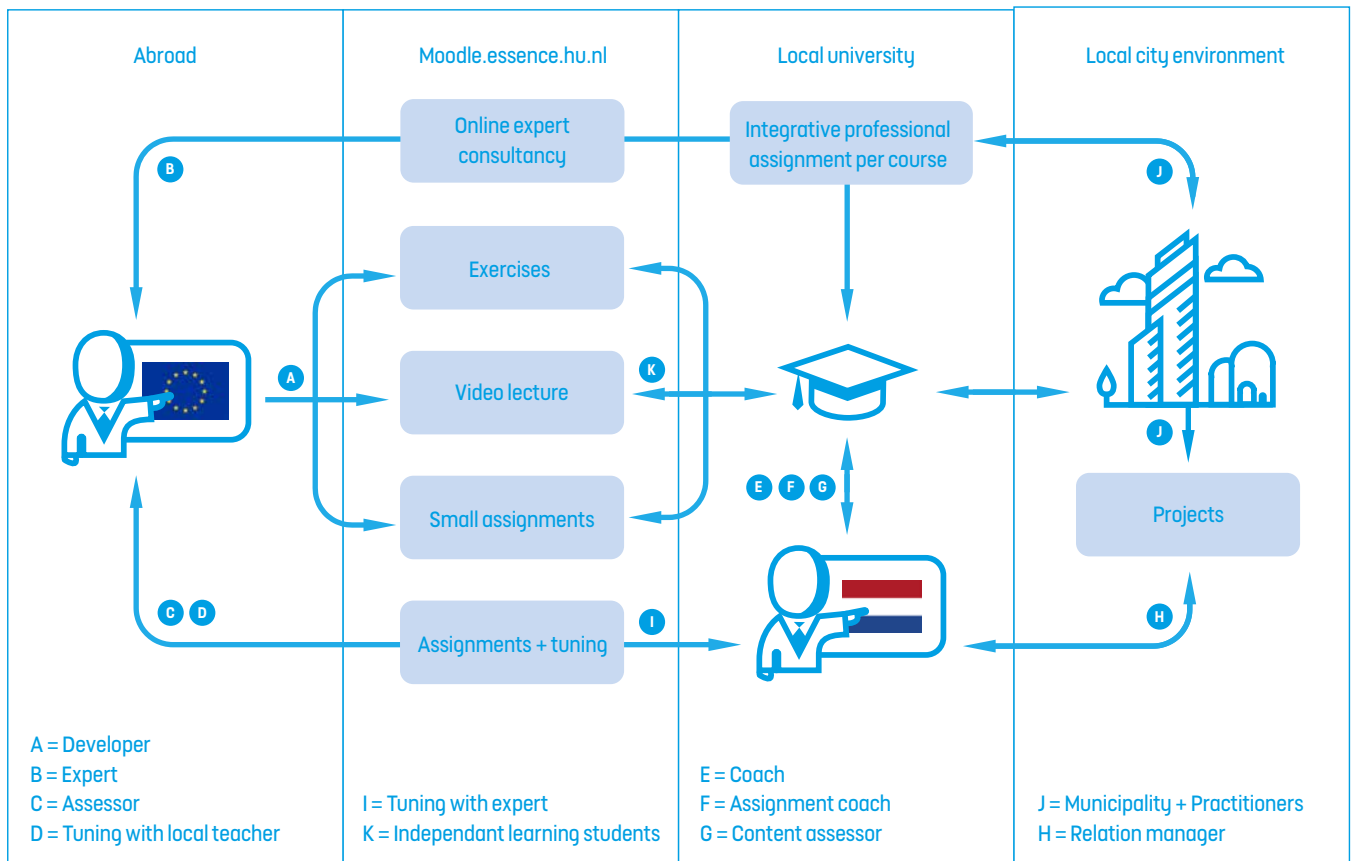 Abroad
Moodle.essence.hu.nl
Local university
Local city environment
Online expert
consultancy
Integrative professional
assignment per course
B
J
Exercises
A
Video lecture
K
J
E F G
Small assignments
Projects
C D
Assignments + tuning
I
H
A = Developer
B = Expert
C = Assessor
D = Tuning with local teacher
I = Tuning with expert
K = Independant learning students
E = Coach
F = Assignment coach
G = Content assessor
J = Municipality + Practitioners
H = Relation manager